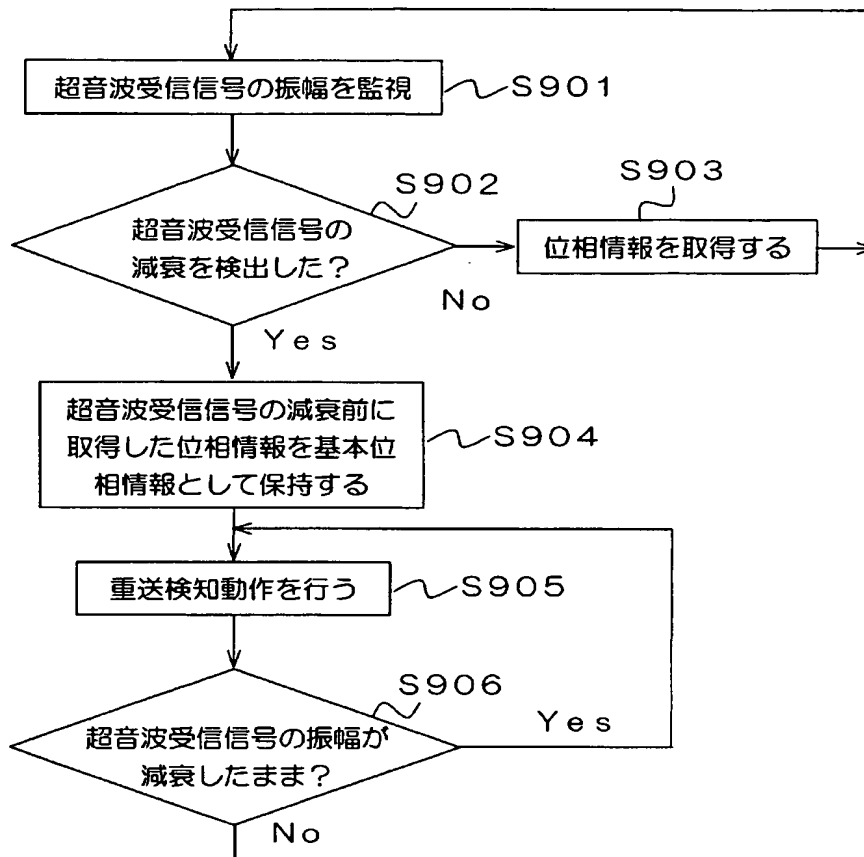 超音波受信信号の振幅を監視
S901
S902
超音波受信信号の
減衰を検出した？
No
S903
位相情報を取得する
Yes
超音波受信信号の減衰前に
取得した位相情報を基本位
相情報として保持する
S904
重送検知動作を行う
S905
S906
超音波受信信号の振幅が
減衰したまま？
Yes
No